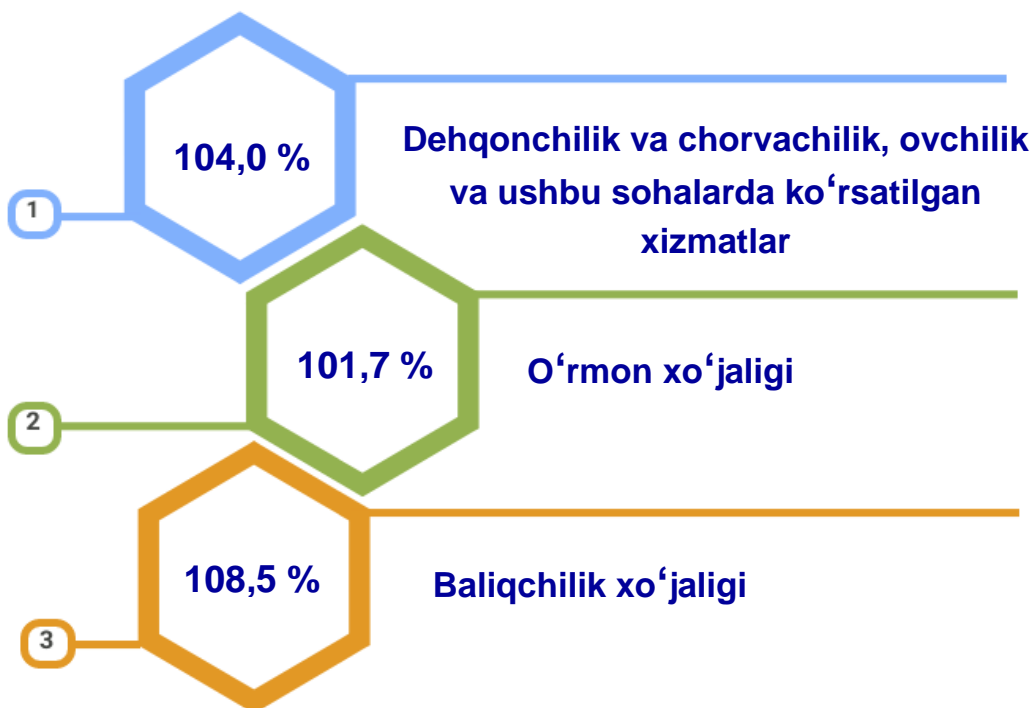 104,0 %
Dehqonchilik va chorvachilik, ovchilik
va ushbu sohalarda koʻrsatilgan
xizmatlar
1
101,7 %
Oʻrmon xoʻjaligi
2
108,5 %
Baliqchilik xoʻjaligi
3